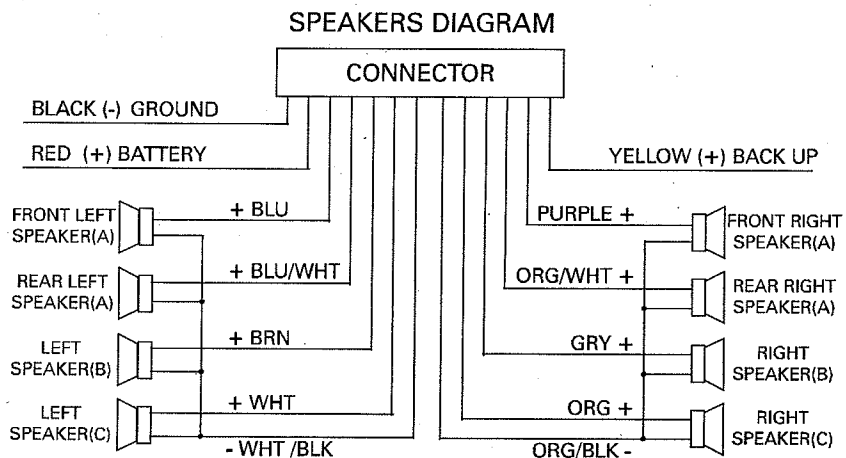 SPEAKERS DIAGRAM
CONNECTOR
BLACK (-) GROUND
RED (+) BATTERY
YELLOW (+) BACK UP
FRONT LEFT
SPEAKER(A)
+ BLU
REAR LEFT
SPEAKER(A)
+ BLU/WHT
LEFT
SPEAKER(B)
+ BRN
LEFT
SPEAKER(C)
+ WHT
- WHT/BLK
PURPLE +
FRONT RIGHT
SPEAKER(A)
ORG/WHT +
REAR RIGHT
SPEAKER(A)
GRY +
RIGHT
SPEAKER(B)
ORG +
RIGHT
SPEAKER(C)
ORG/BLK -